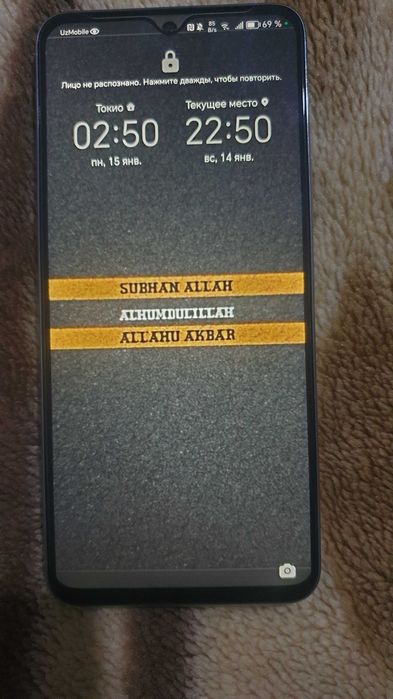 UzMobile 85 B/s 69 %
Лицо не распознано. Нажмите дважды, чтобы повторить.
Токио Текущее место
02:50 22:50
пн, 15 янв. вс, 14 янв.
SUBHAN ALLAH
ALHUMDULILLAH
ALLAHU AKBAR